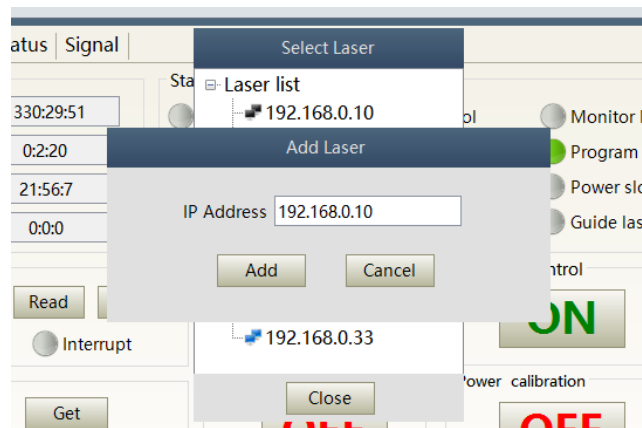 atus Signal
Select Laser
Sta
Laser list
330:29:51
192.168.0.10
ol
Monitor
0:2:20
Add Laser
Program
21:56:7
IP Address 192.168.0.10
Power slo
0:0:0
Guide las
Add Cancel
ntrol
Read
ON
Interrupt
192.168.0.33
Power calibration
Close
Get
OFF
OFF